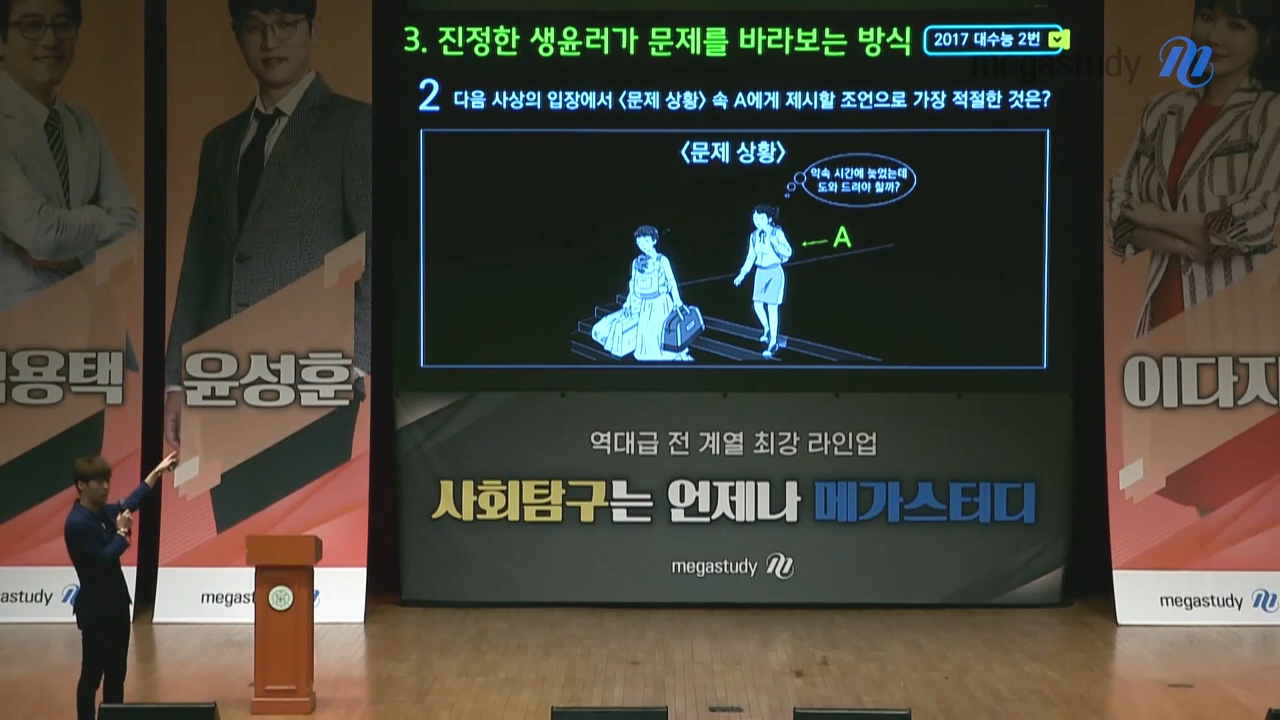 3. 진정한 생윤러가 문제를 바라보는 방식
2017 대수능 2번
megastudy
2 다음 사상의 입장에서 <문제 상황> 속 A에게 제시할 조언으로 가장 적절한 것은?
<문제 상황>
약속 시간에 늦었는데
도와 드려야 할까?
A
용택
윤성훈
이다지
역대급 전 계열 최강 라인업
사회탐구는 언제나 메가스터디
megastudy
astudy
megast
megastudy